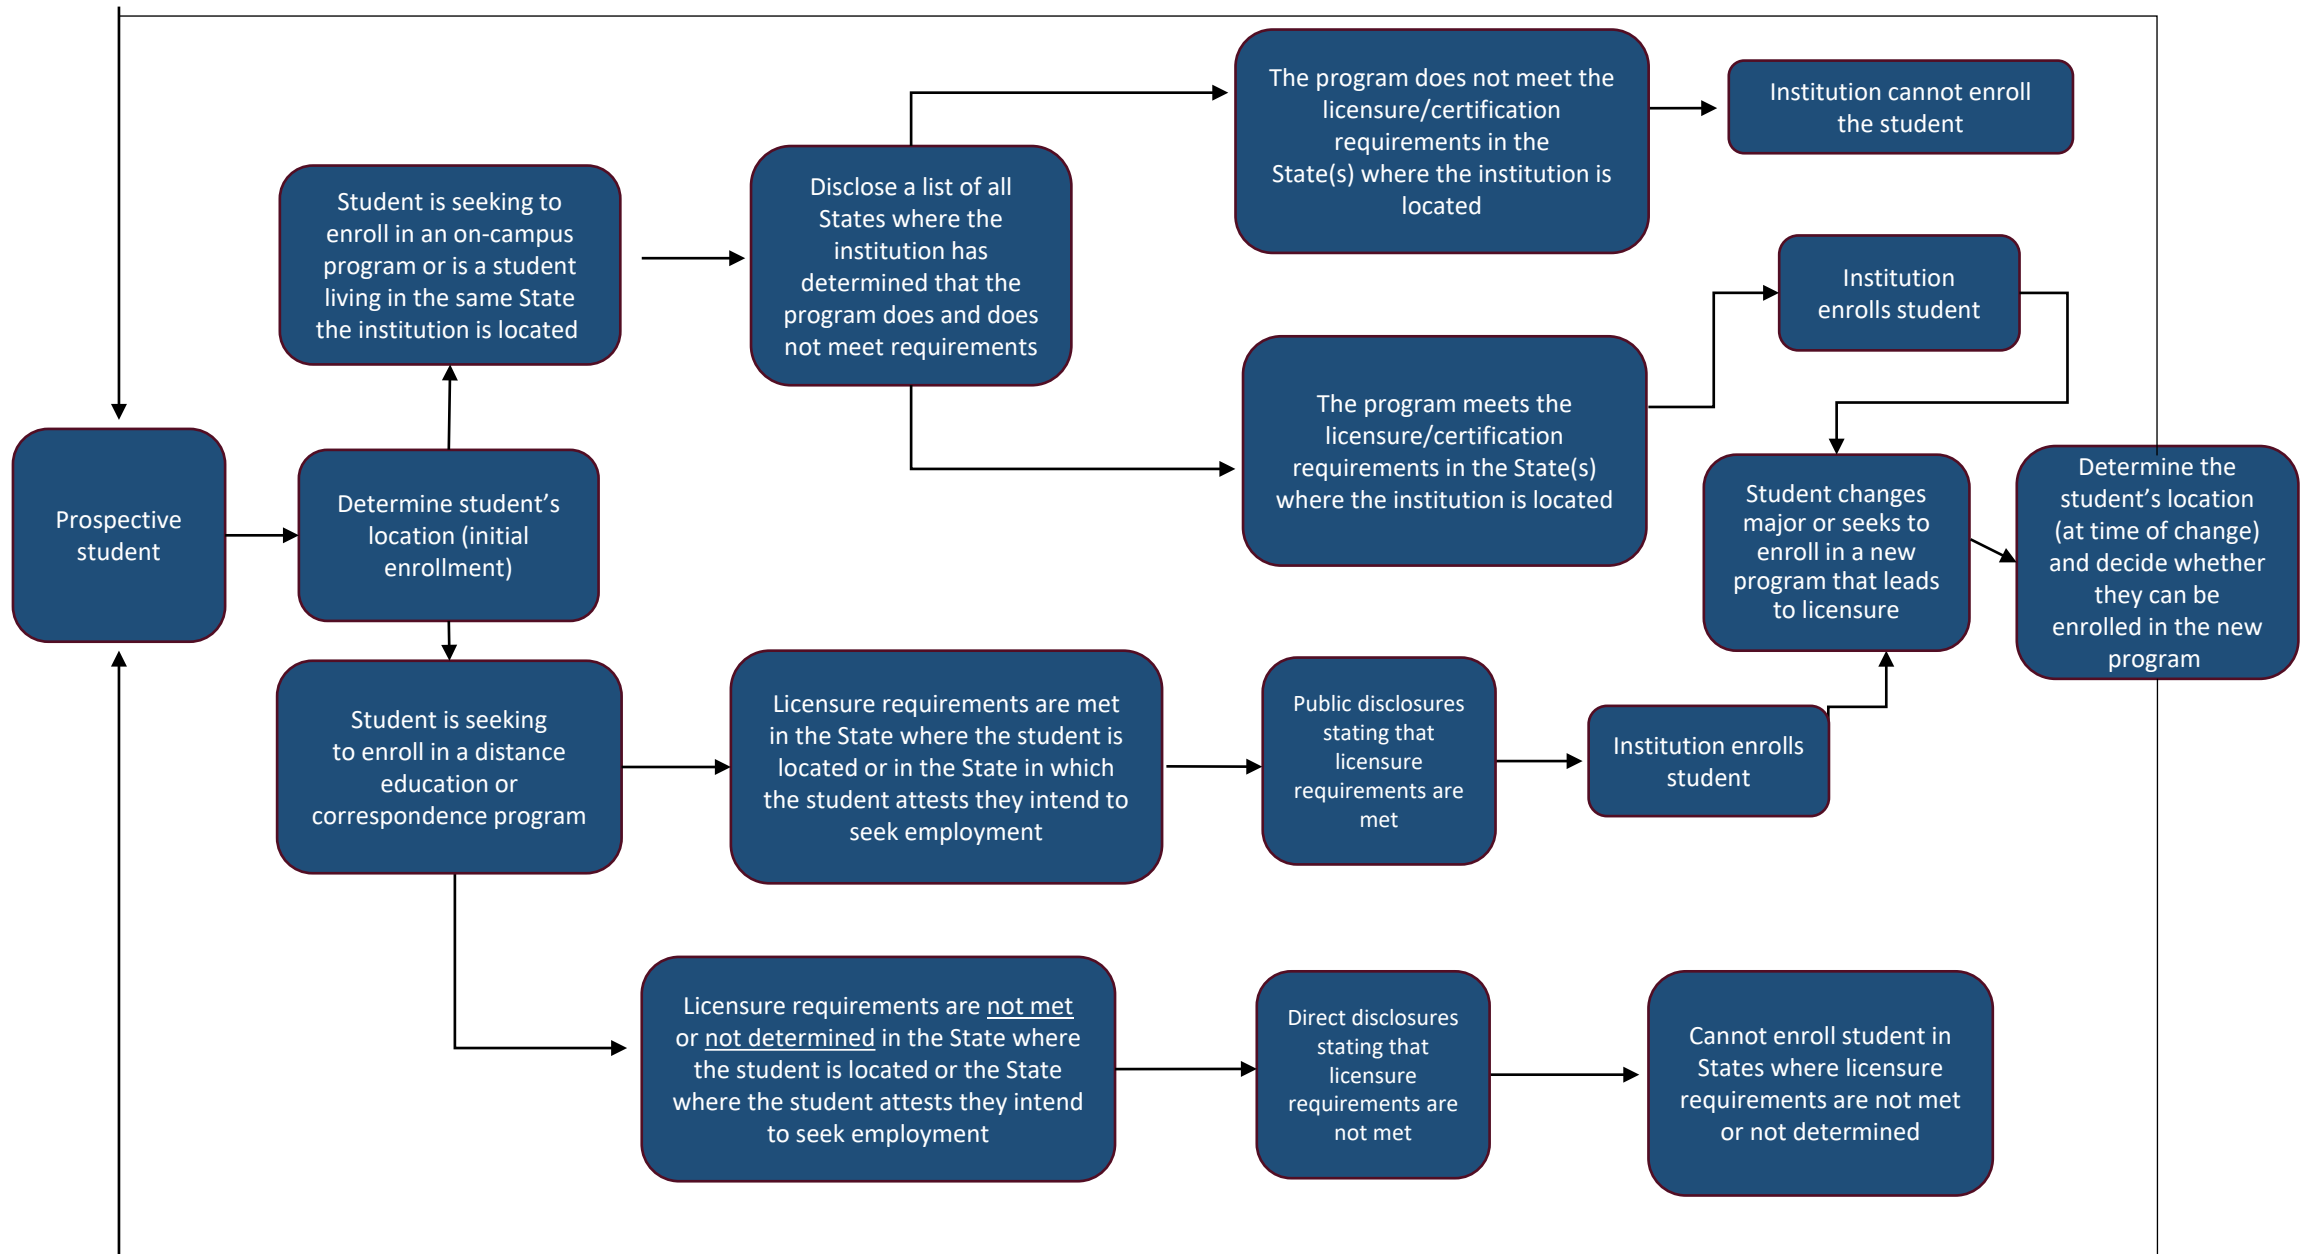 Prospective
student
Determine student’s
location (initial
enrollment)
Student is seeking to
enroll in an on-campus
program or is a student
living in the same State
the institution is located
Disclose a list of all
States where the
institution has
determined that the
program does and does
not meet requirements
The program does not meet the
licensure/certification
requirements in the
State(s) where the institution is
located
Institution cannot enroll
the student
The program meets the
licensure/certification
requirements in the State(s)
where the institution is located
Institution
enrolls student
Student changes
major or seeks to
enroll in a new
program that leads
to licensure
Determine the
student’s location
(at time of change)
and decide whether
they can be
enrolled in the new
program
Student is seeking
to enroll in a distance
education or
correspondence program
Licensure requirements are met
in the State where the student is
located or in the State in which
the student attests they intend to
seek employment
Public disclosures
stating that
licensure
requirements are
met
Institution enrolls
student
Licensure requirements are not met
or not determined in the State where
the student is located or the State
where the student attests they intend
to seek employment
Direct disclosures
stating that
licensure
requirements are
not met
Cannot enroll student in
States where licensure
requirements are not met
or not determined